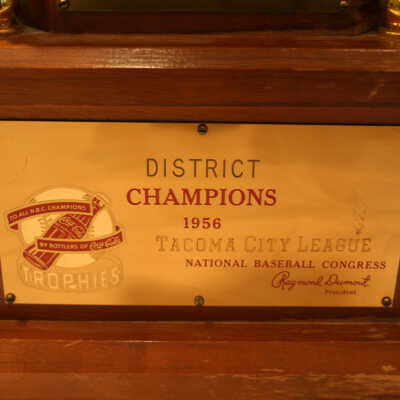 DISTRICT
CHAMPIONS
1956
TACOMA CITY LEAGUE
NATIONAL BASEBALL CONGRESS
Raymond Dumont
President
TO ALL N.B.C. CHAMPIONS
BY BOTTLERS OF Coca-Cola
TROPHIES